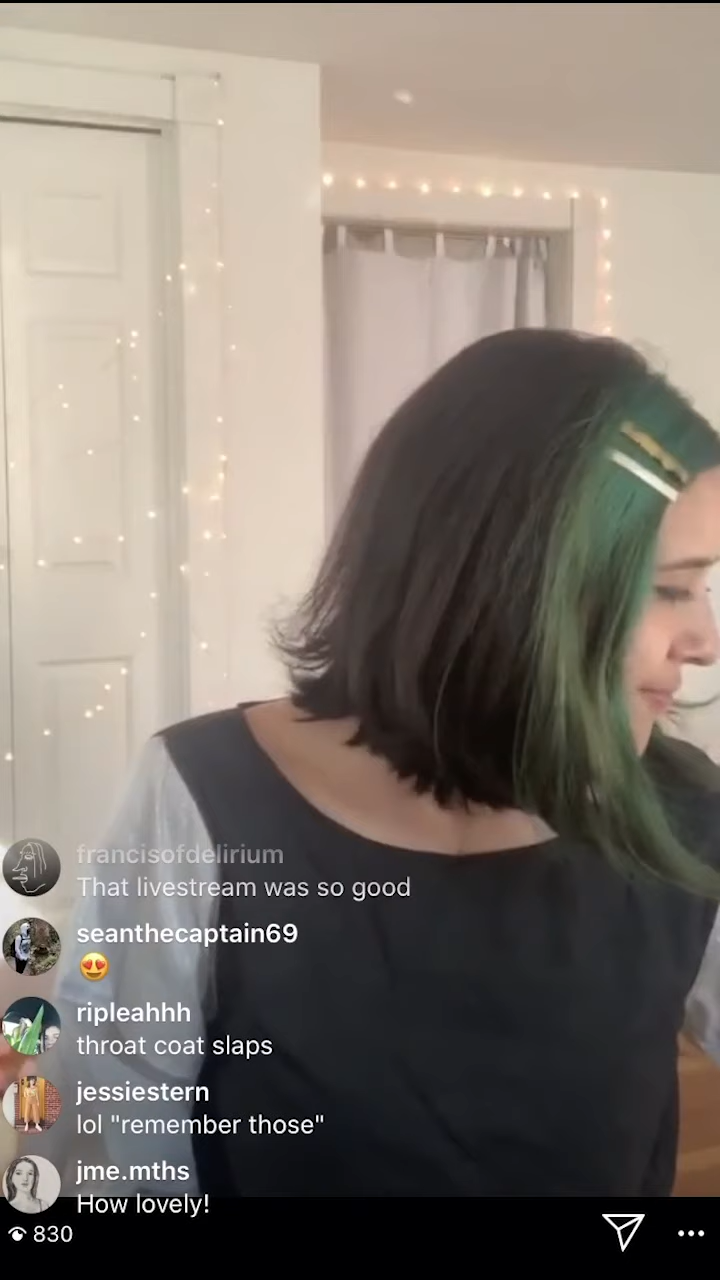 francisofdelirium
That livestream was so good
seanthecaptain69
😍
ripleahhh
throat coat slaps
jessiestern
lol "remember those"
jme.mths
How lovely!
830